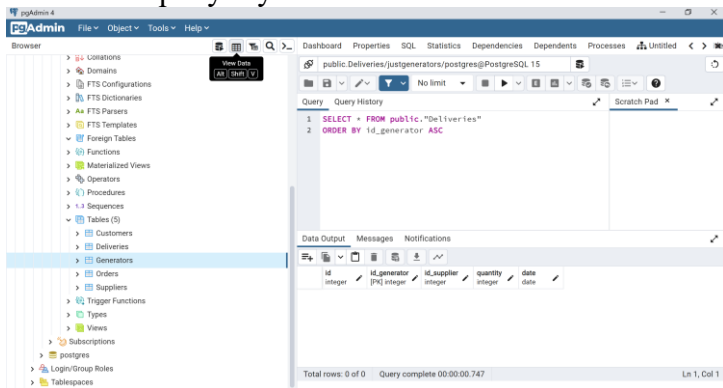 pgAdmin 4
PgAdmin File Object Tools Help
Browser
View Data
Alt Shift V
Dashboard Properties SQL Statistics Dependencies Dependents Processes Untitled
public.Deliveries/justgenerators/postgres@PostgreSQL 15
No limit
Query Query History
Scratch Pad
1 SELECT * FROM public."Deliveries"
2 ORDER BY id_generator ASC
Collations
Domains
FTS Configurations
FTS Dictionaries
Aa FTS Parsers
FTS Templates
Foreign Tables
Functions
Materialized Views
Operators
Procedures
1..3 Sequences
Tables (5)
Customers
Deliveries
Generators
Orders
Suppliers
Trigger Functions
Types
Views
Subscriptions
postgres
Login/Group Roles
Tablespaces
Data Output Messages Notifications
id integer
id_generator [PK] integer
id_supplier integer
quantity integer
date date
Total rows: 0 of 0 Query complete 00:00:00.747
Ln 1, Col 1